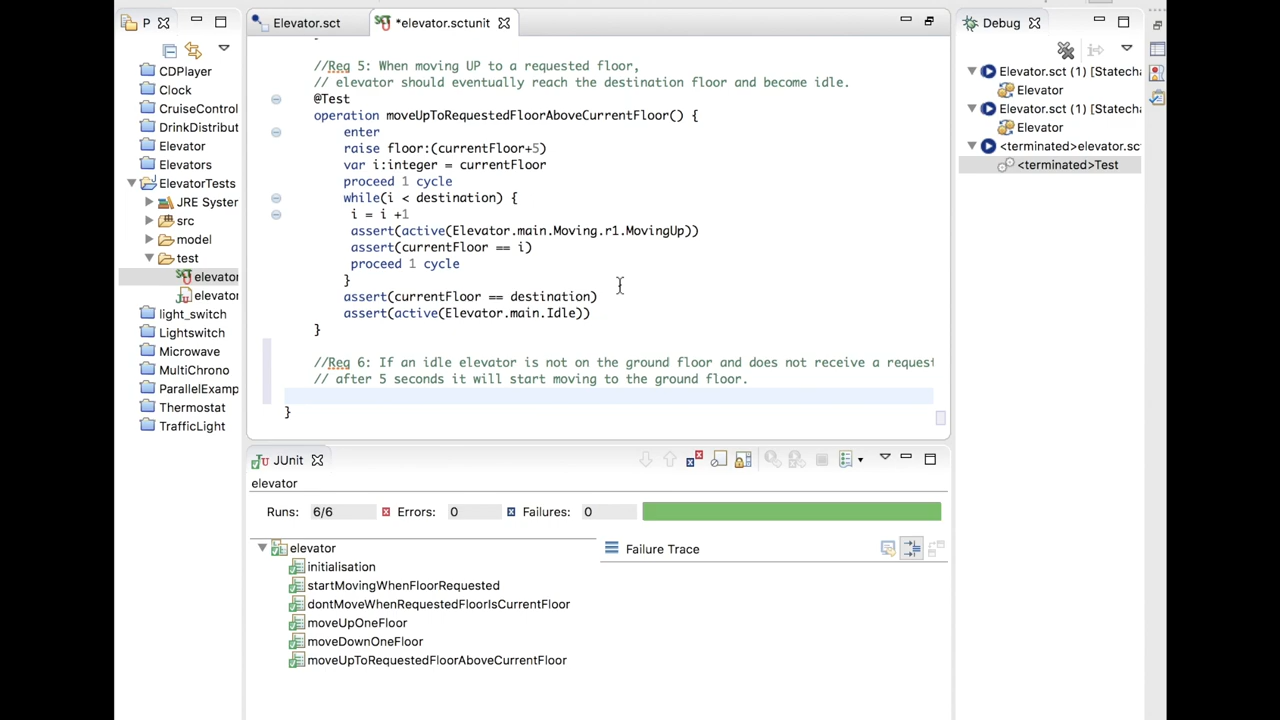 P
Elevator.sct
*elevator.sctunit
Debug
CDPlayer
Clock
CruiseControl
DrinkDistribut
Elevator
Elevators
ElevatorTests
JRE Syster
src
model
test
elevator
elevator
light_switch
Lightswitch
Microwave
MultiChrono
ParallelExamp
Thermostat
TrafficLight
//Req 5: When moving UP to a requested floor,
// elevator should eventually reach the destination floor and become idle.
@Test
operation moveUpToRequestedFloorAboveCurrentFloor() {
enter
raise floor:(currentFloor+5)
var i:integer = currentFloor
proceed 1 cycle
while(i < destination) {
i = i +1
assert(active(Elevator.main.Moving.r1.MovingUp))
assert(currentFloor == i)
proceed 1 cycle
}
assert(currentFloor == destination)
assert(active(Elevator.main.Idle))
}
//Req 6: If an idle elevator is not on the ground floor and does not receive a request
// after 5 seconds it will start moving to the ground floor.
}
Elevator.sct (1) [Statecha
Elevator
Elevator.sct (1) [Statecha
Elevator
<terminated>elevator.sc
<terminated>Test
JUnit
elevator
Runs: 6/6 Errors: 0 Failures: 0
elevator
initialisation
startMovingWhenFloorRequested
dontMoveWhenRequestedFloorIsCurrentFloor
moveUpOneFloor
moveDownOneFloor
moveUpToRequestedFloorAboveCurrentFloor
Failure Trace